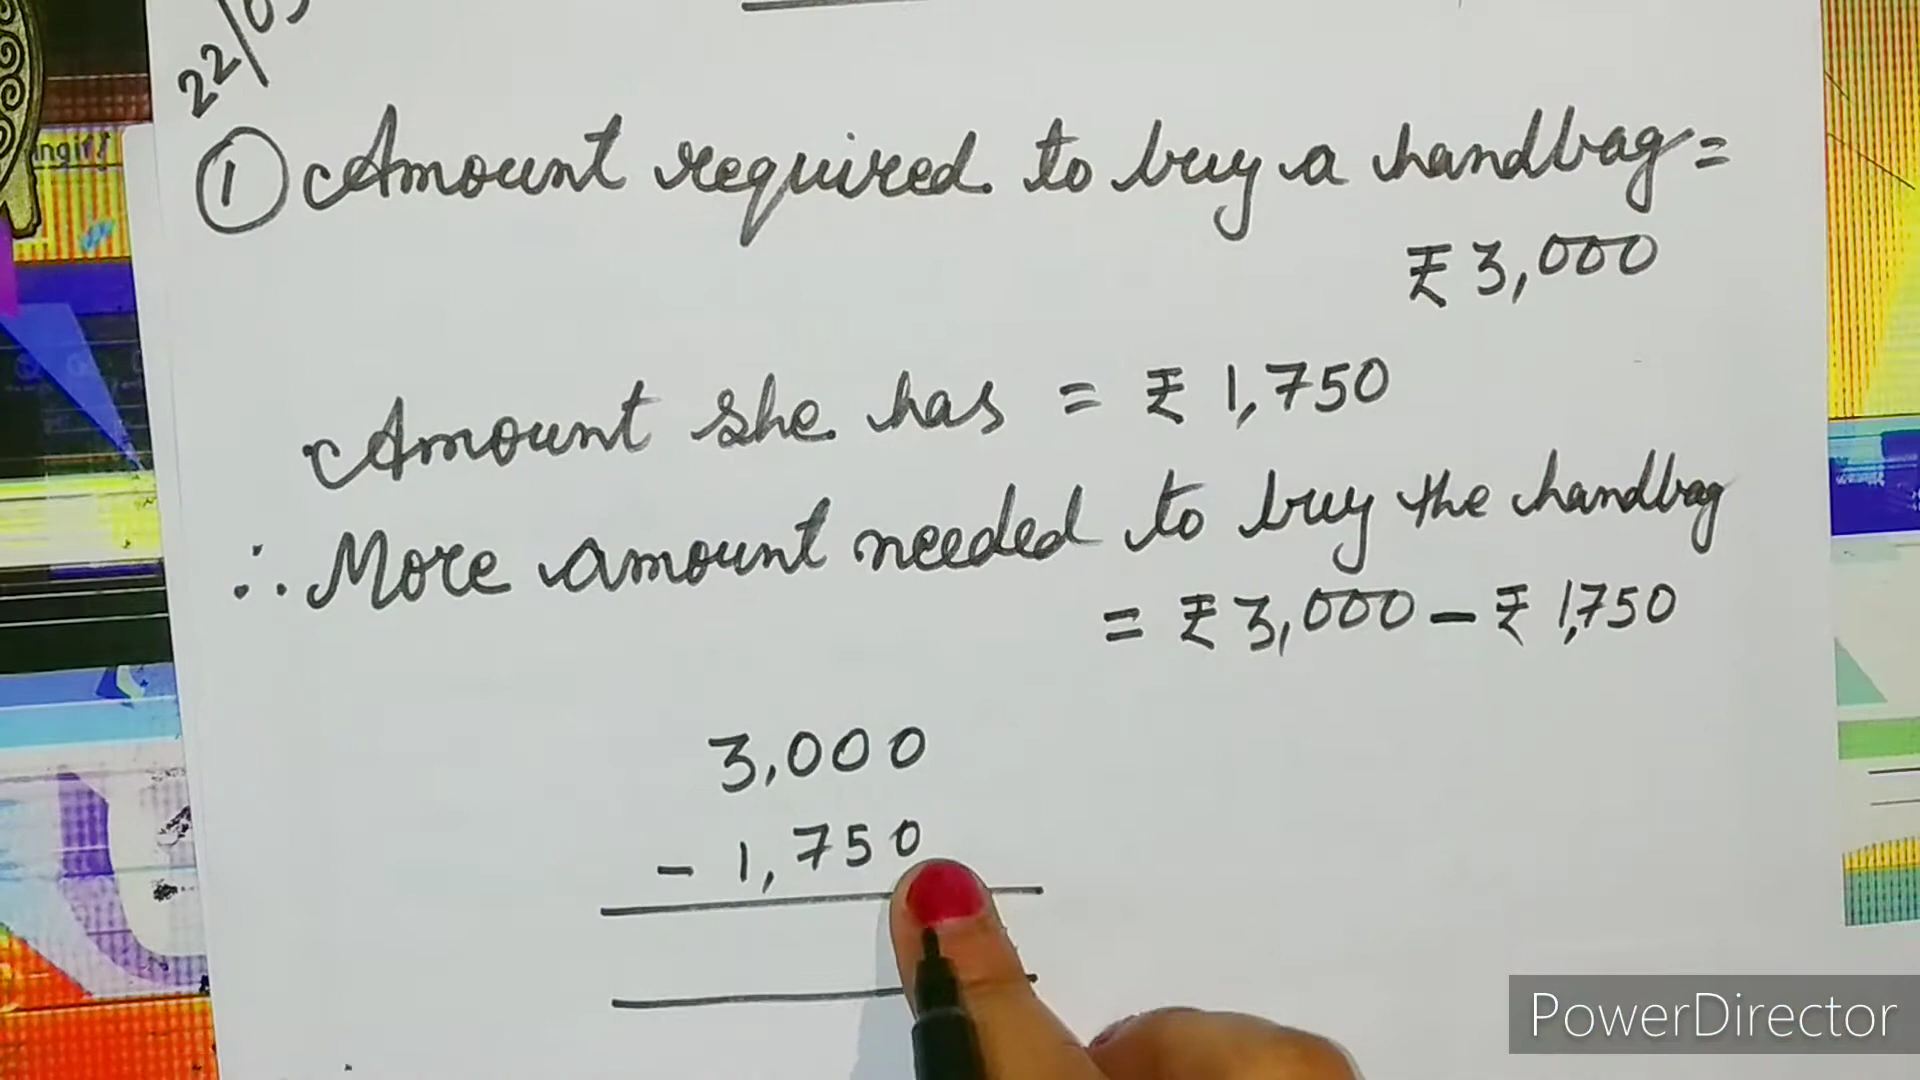 22/0
① Amount required to buy a handbag =
₹ 3,000
Amount she has = ₹ 1,750
∴ More amount needed to buy the handbag
= ₹ 3,000 - ₹ 1,750
3,000
- 1,750
PowerDirector